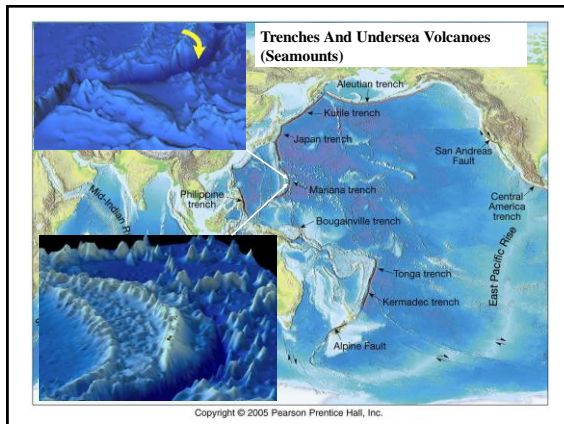 Trenches And Undersea Volcanoes
(Seamounts)
Aleutian trench
Kurile trench
Japan trench
San Andreas
Fault
Mariana trench
Philippine
trench
Central
America
trench
Mid-Indian
Bougainville trench
Tonga trench
East Pacific Rise
Kermadec trench
Alpine Fault
Copyright © 2005 Pearson Prentice Hall, Inc.